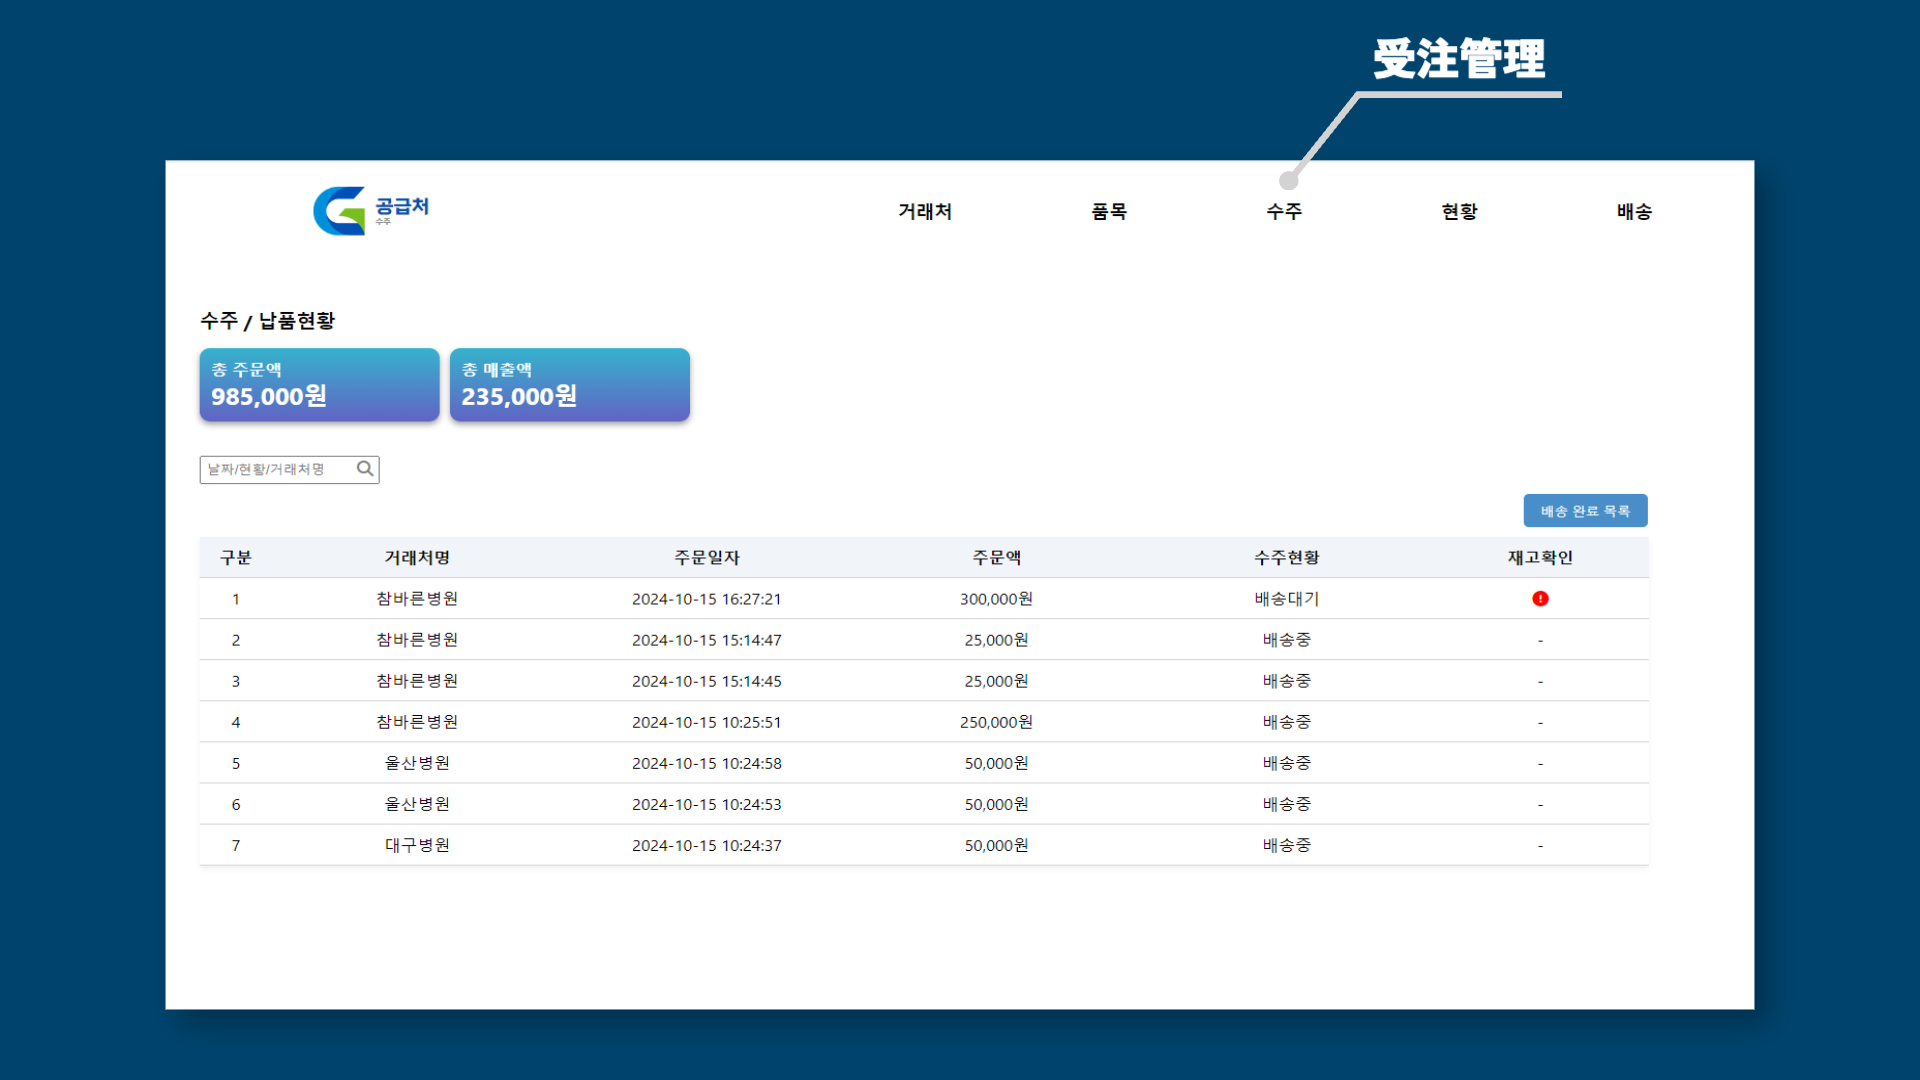 受注管理
공급처
수주
거래처 품목 수주 현황 배송
수주 / 납품현황
총 주문액 총 매출액
985,000원 235,000원
날짜/현황/거래처명
배송 완료 목록
구분 거래처명 주문일자 주문액 수주현황 재고확인
1 참바른병원 2024-10-15 16:27:21 300,000원 배송대기 !
2 참바른병원 2024-10-15 15:14:47 25,000원 배송중 -
3 참바른병원 2024-10-15 15:14:45 25,000원 배송중 -
4 참바른병원 2024-10-15 10:25:51 250,000원 배송중 -
5 울산병원 2024-10-15 10:24:58 50,000원 배송중 -
6 울산병원 2024-10-15 10:24:53 50,000원 배송중 -
7 대구병원 2024-10-15 10:24:37 50,000원 배송중 -